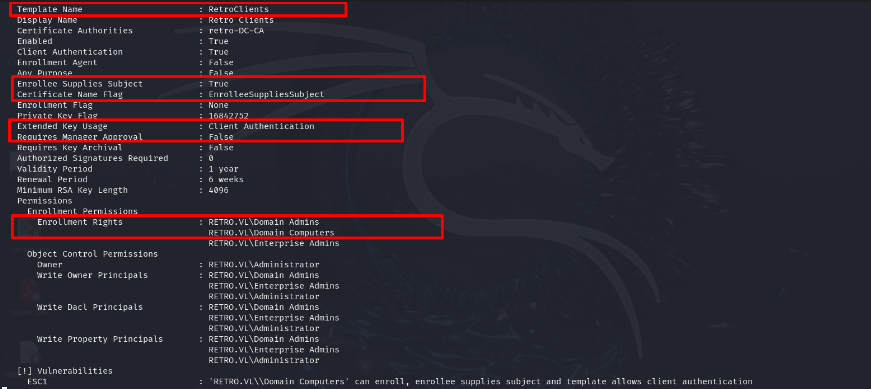 Template Name : RetroClients
Display Name : Retro Clients
Certificate Authorities : retro-DC-CA
Enabled : True
Client Authentication : True
Enrollment Agent : False
Any Purpose : False
Enrollee Supplies Subject : True
Certificate Name Flag : EnrolleeSuppliesSubject
Enrollment Flag : None
Private Key Flag : 16842752
Extended Key Usage : Client Authentication
Requires Manager Approval : False
Requires Key Archival : False
Authorized Signatures Required : 0
Validity Period : 1 year
Renewal Period : 6 weeks
Minimum RSA Key Length : 4096
Permissions
Enrollment Permissions
Enrollment Rights : RETRO.VL\Domain Admins
RETRO.VL\Domain Computers
RETRO.VL\Enterprise Admins
Object Control Permissions
Owner : RETRO.VL\Administrator
Write Owner Principals : RETRO.VL\Domain Admins
RETRO.VL\Enterprise Admins
RETRO.VL\Administrator
Write Dacl Principals : RETRO.VL\Domain Admins
RETRO.VL\Enterprise Admins
RETRO.VL\Administrator
Write Property Principals : RETRO.VL\Domain Admins
RETRO.VL\Enterprise Admins
RETRO.VL\Administrator
[!] Vulnerabilities
ESC1 : 'RETRO.VL\\Domain Computers' can enroll, enrollee supplies subject and template allows client authentication